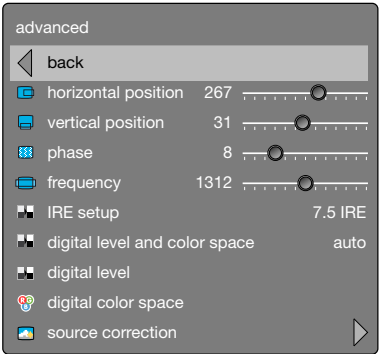 advanced
back
horizontal position 267
vertical position 31
phase 8
frequency 1312
IRE setup 7.5 IRE
digital level and color space auto
digital level
digital color space
source correction